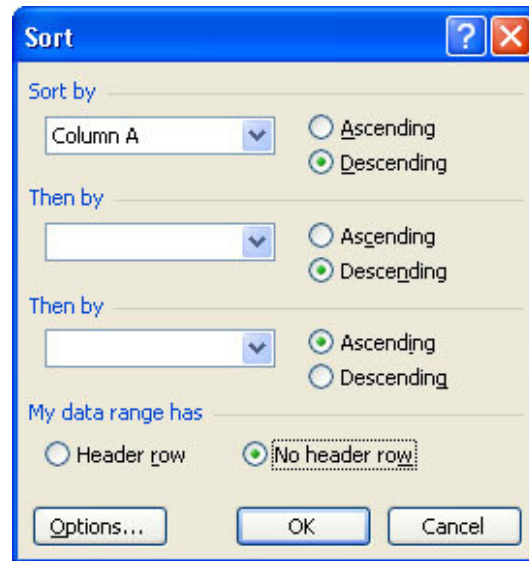 Sort
Sort by
Column A
Ascending
Descending
Then by
Ascending
Descending
Then by
Ascending
Descending
My data range has
Header row
No header row
Options...
OK
Cancel